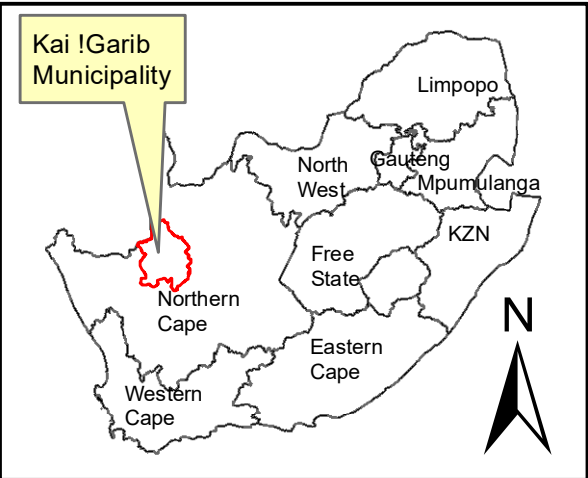 Kai !Garib
Municipality
Limpopo
North
West
Gauteng
Mpumulanga
KZN
Free
State
Northern
Cape
N
Eastern
Cape
Western
Cape